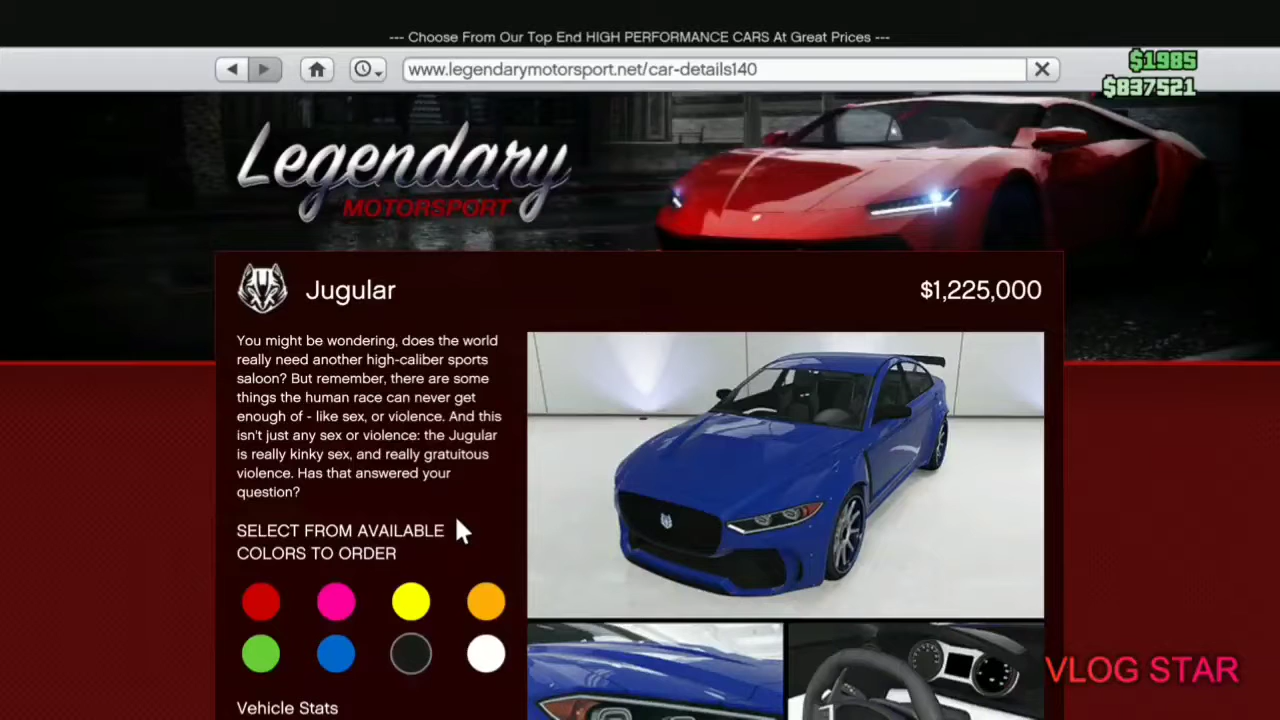 --- Choose From Our Top End HIGH PERFORMANCE CARS At Great Prices ---
www.legendarymotorsport.net/car-details140
$1985
$837521
Legendary
MOTORSPORT
Jugular
$1,225,000
You might be wondering, does the world
really need another high-caliber sports
saloon? But remember, there are some
things the human race can never get
enough of - like sex, or violence. And this
isn't just any sex or violence: the Jugular
is really kinky sex, and really gratuitous
violence. Has that answered your
question?
SELECT FROM AVAILABLE
COLORS TO ORDER
Vehicle Stats
VLOG STAR